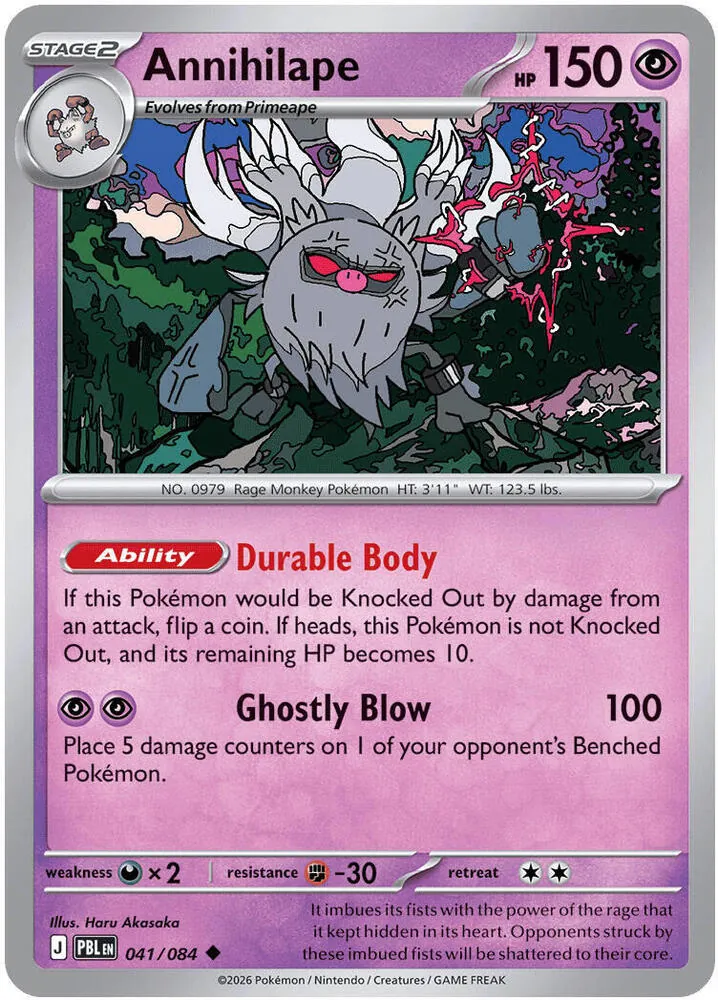 STAGE2
Annihilape
HP 150
Evolves from Primeape
NO. 0979 Rage Monkey Pokémon HT: 3'11" WT: 123.5 lbs.
Ability Durable Body
If this Pokémon would be Knocked Out by damage from
an attack, flip a coin. If heads, this Pokémon is not Knocked
Out, and its remaining HP becomes 10.
Ghostly Blow 100
Place 5 damage counters on 1 of your opponent's Benched
Pokémon.
weakness ×2 resistance -30 retreat
Illus. Haru Akasaka
J PBL EN 041/084
It imbues its fists with the power of the rage that
it kept hidden in its heart. Opponents struck by
these imbued fists will be shattered to their core.
©2026 Pokémon / Nintendo / Creatures / GAME FREAK